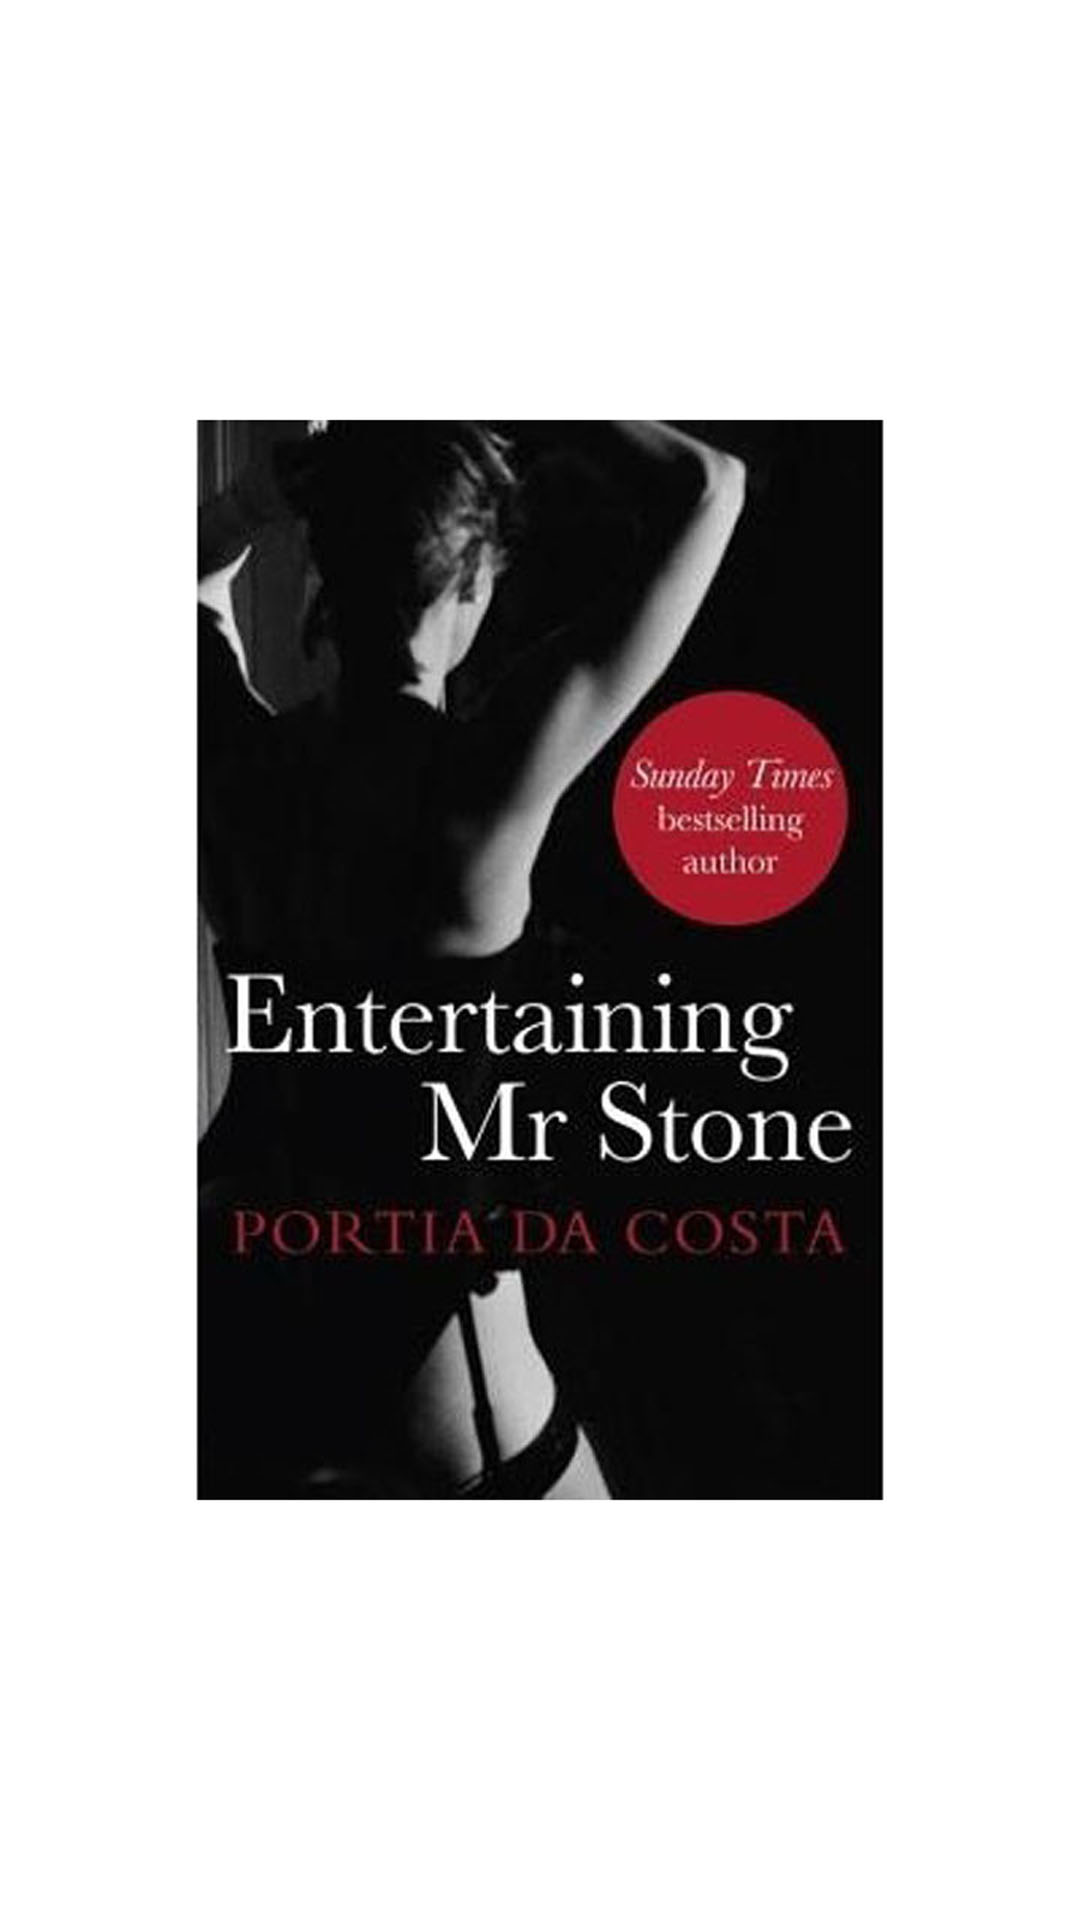 Sunday Times
bestselling
author
Entertaining
Mr Stone
PORTIA DA COSTA